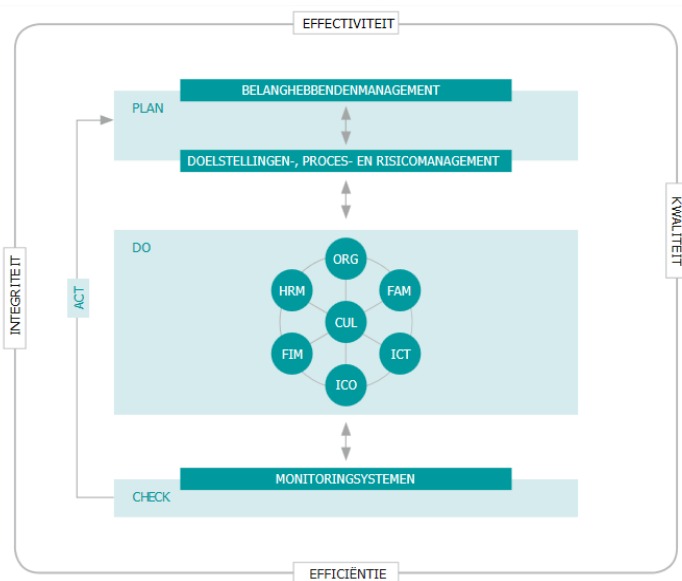 EFFECTIVITEIT
BELANGHEBBENDENMANAGEMENT
PLAN
DOELSTELLINGEN-, PROCES- EN RISICOMANAGEMENT
KWALITEIT
DO
ORG
HRM
FAM
INTEGRITEIT
ACT
CUL
FIM
ICT
ICO
MONITORINGSYSTEMEN
CHECK
EFFICIËNTIE